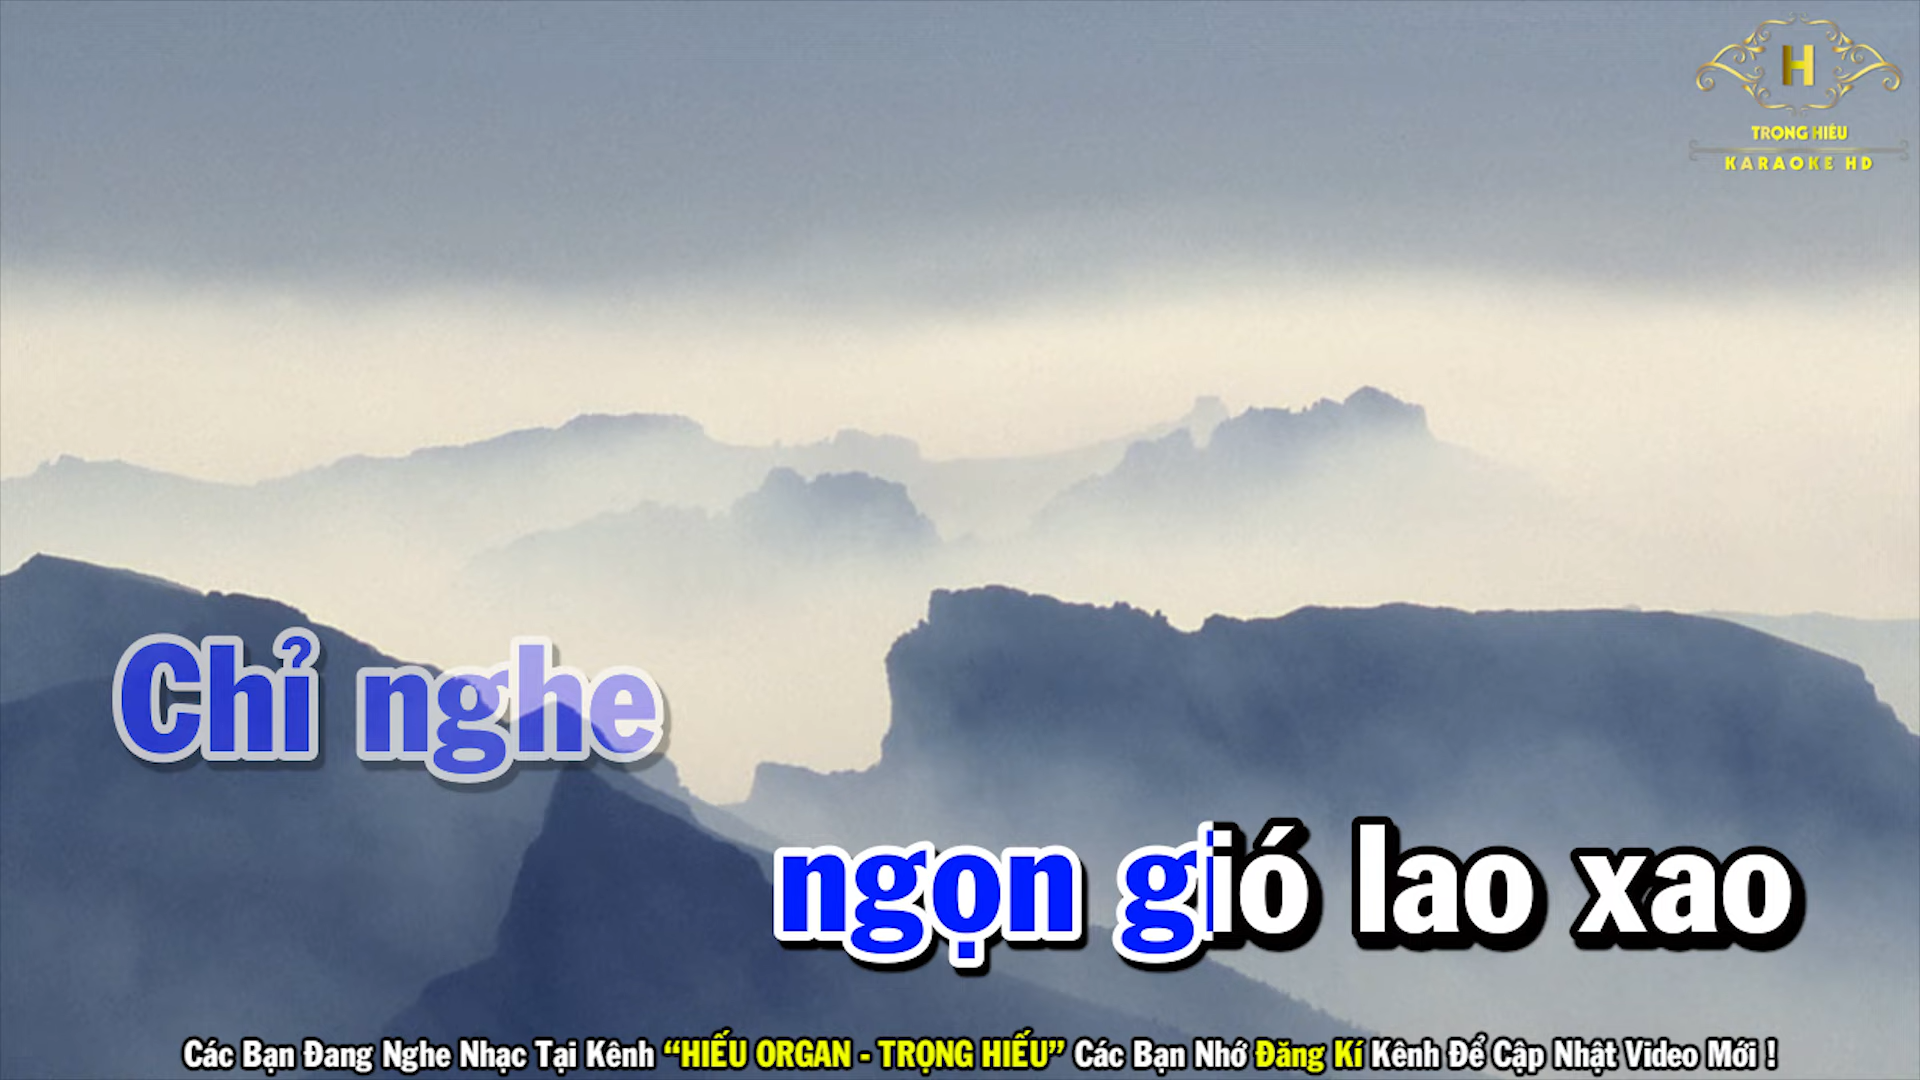 H
TRỌNG HIẾU
KARAOKE HD
Chỉ nghe
ngọn gió lao xao
Các Bạn Đang Nghe Nhạc Tại Kênh “HIẾU ORGAN - TRỌNG HIẾU” Các Bạn Nhớ Đăng Kí Kênh Để Cập Nhật Video Mới !